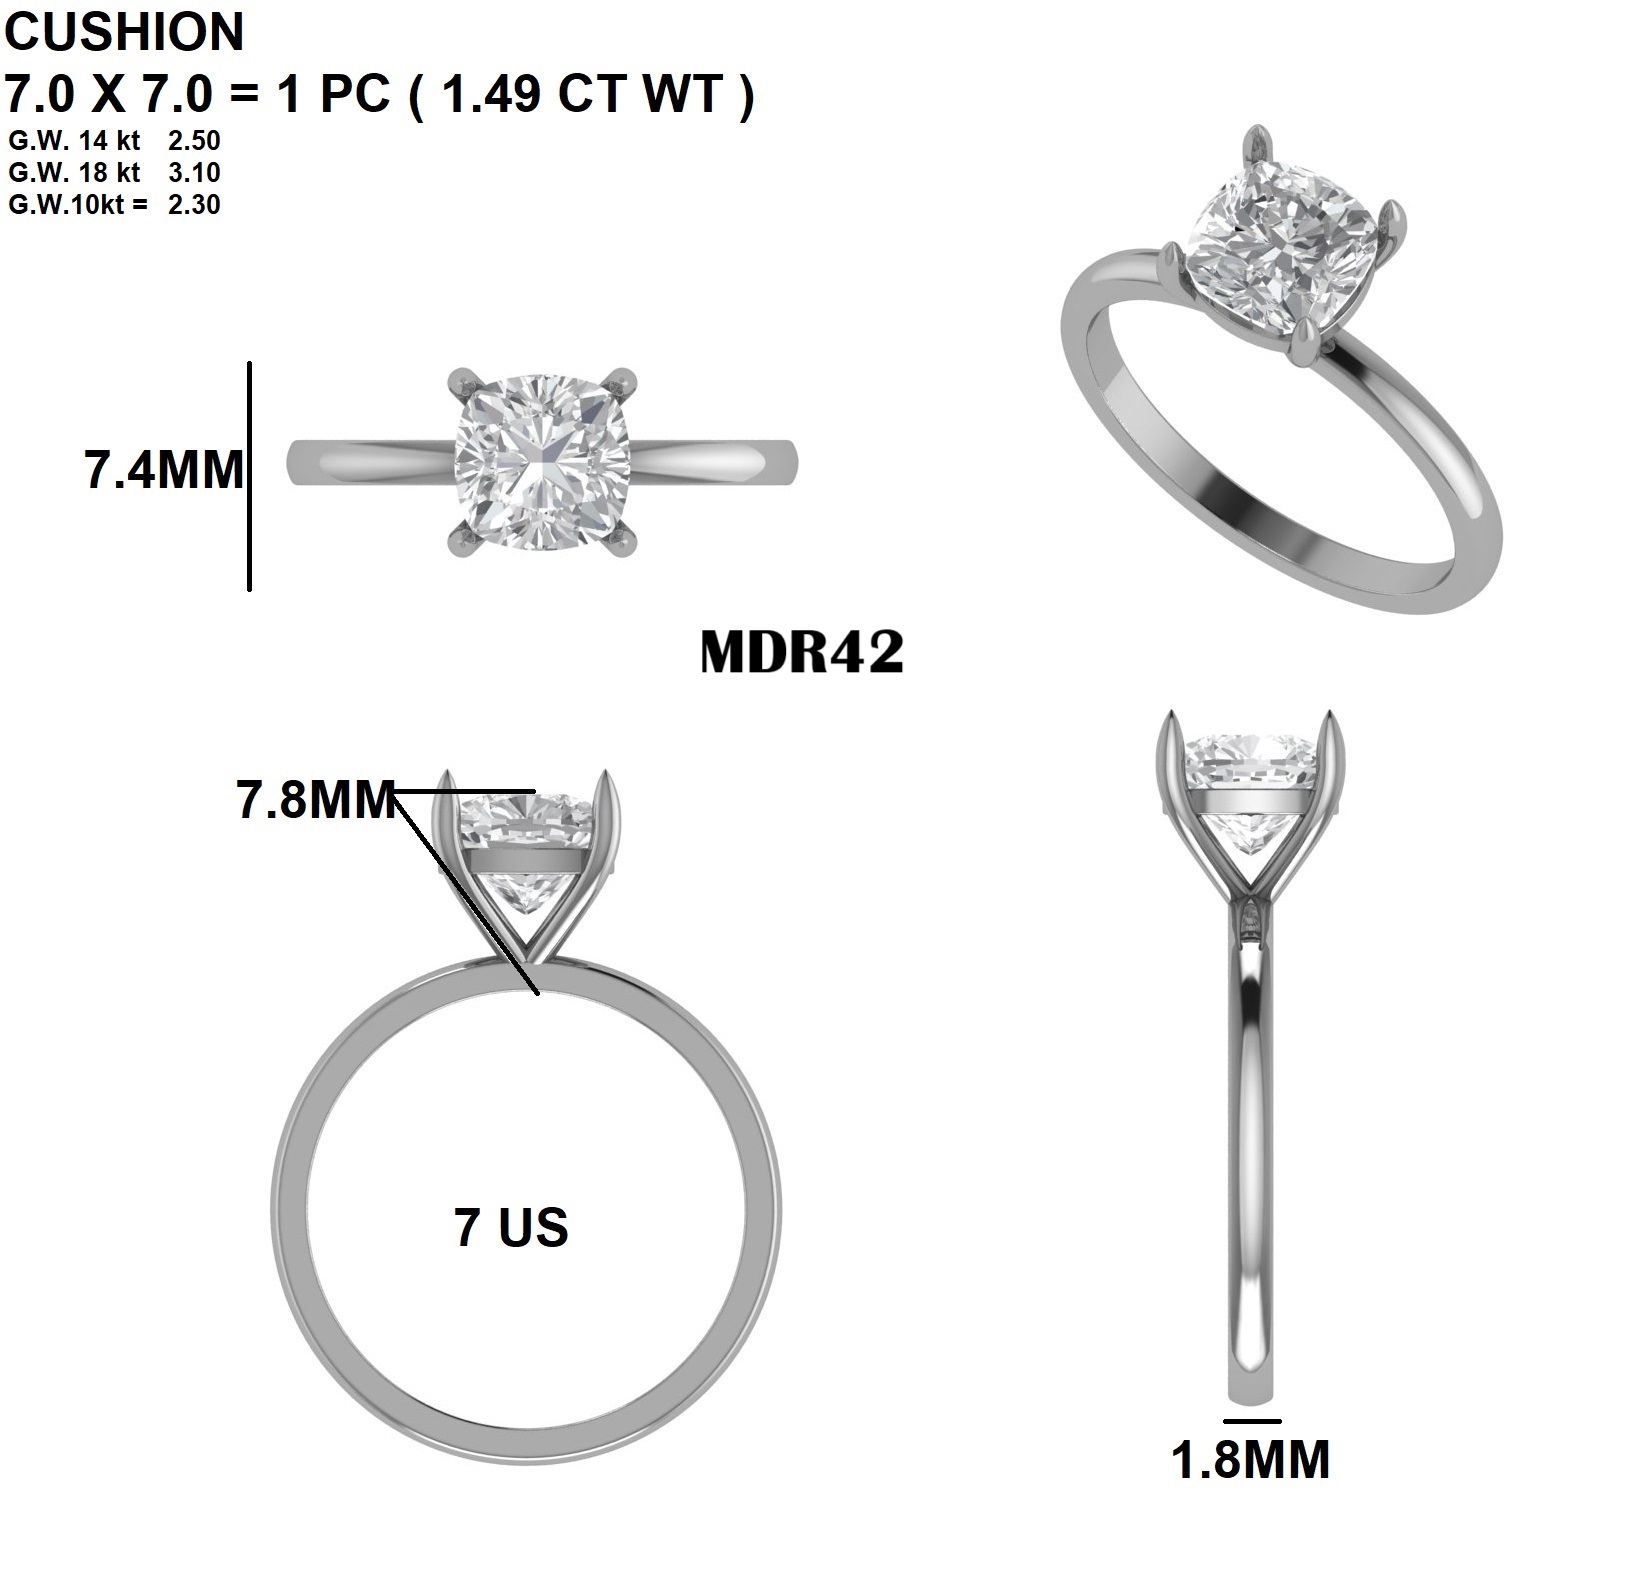 CUSHION
7.0 X 7.0 = 1 PC ( 1.49 CT WT )
G.W. 14 kt 2.50
G.W. 18 kt 3.10
G.W.10kt = 2.30
7.4MM
MDR42
7.8MM
7 US
1.8MM